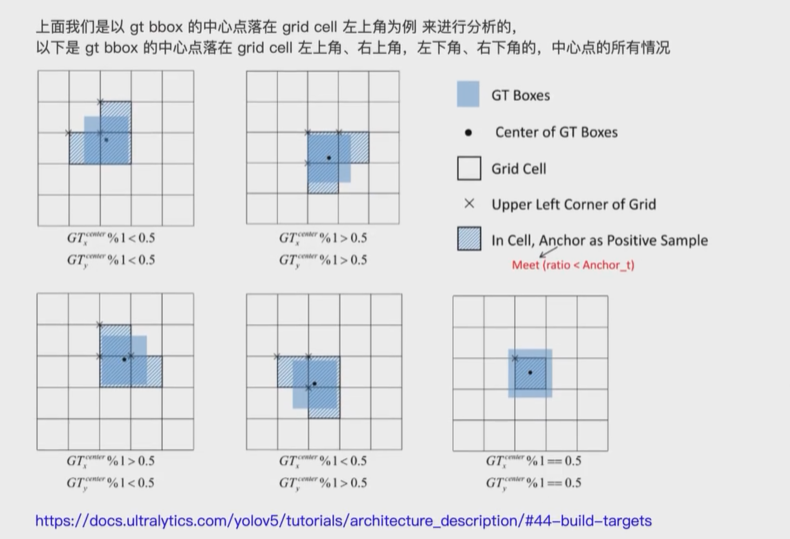 上面我们是以 gt bbox 的中心点落在 grid cell 左上角为例 来进行分析的，
以下是 gt bbox 的中心点落在 grid cell 左上角、右上角，左下角、右下角的，中心点的所有情况
GT Boxes
Center of GT Boxes
Grid Cell
Upper Left Corner of Grid
In Cell, Anchor as Positive Sample
Meet (ratio < Anchor_t)
GT_x^center %1 < 0.5
GT_y^center %1 < 0.5
GT_x^center %1 > 0.5
GT_y^center %1 > 0.5
GT_x^center %1 > 0.5
GT_y^center %1 < 0.5
GT_x^center %1 < 0.5
GT_y^center %1 > 0.5
GT_x^center %1 == 0.5
GT_y^center %1 == 0.5
https://docs.ultralytics.com/yolov5/tutorials/architecture_description/#44-build-targets